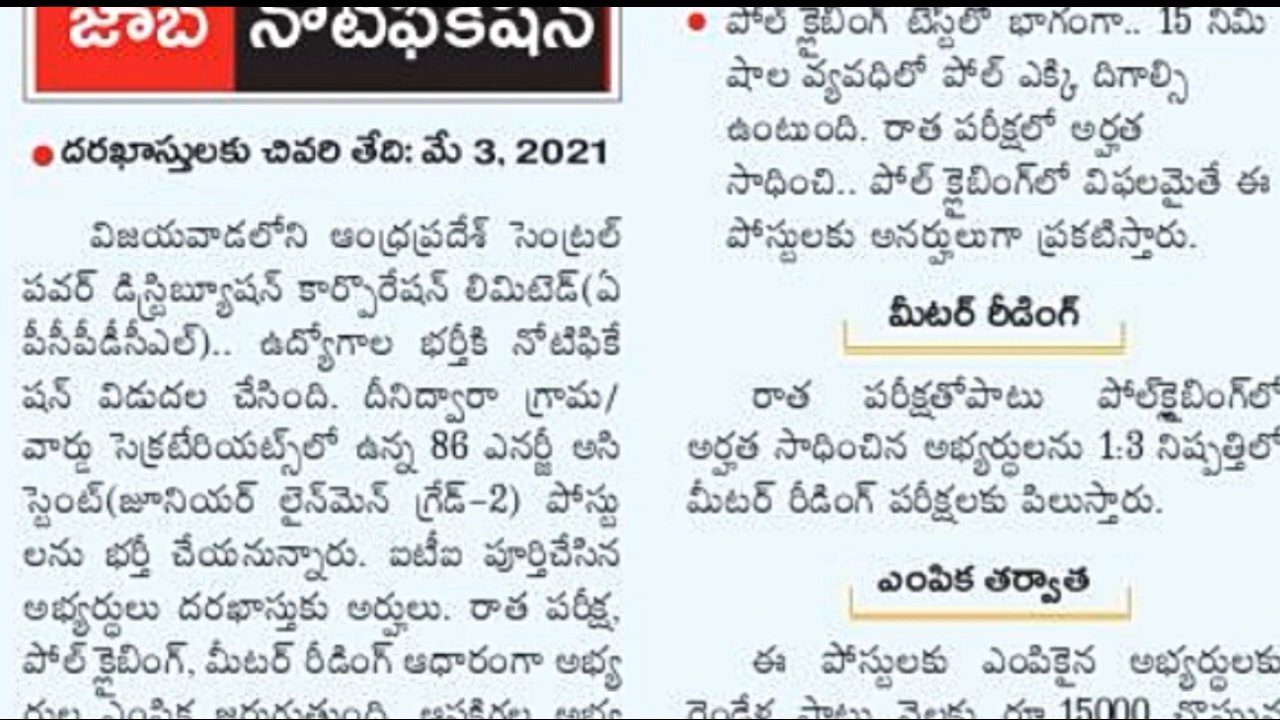 జాబ్ నోటిఫికేషన్
● దరఖాస్తులకు చివరి తేది: మే 3, 2021
విజయవాడలోని ఆంధ్రప్రదేశ్ సెంట్రల్
పవర్ డిస్ట్రిబ్యూషన్ కార్పొరేషన్ లిమిటెడ్(ఏ
పీసీపీడీసీఎల్).. ఉద్యోగాల భర్తీకి నోటిఫికే
షన్ విడుదల చేసింది. దీనిద్వారా గ్రామ/
వార్డు సెక్రటేరియట్స్‌లో ఉన్న 86 ఎనర్జీ అసి
స్టెంట్(జూనియర్ లైన్‌మెన్ గ్రేడ్-2) పోస్టు
లను భర్తీ చేయనున్నారు. ఐటీఐ పూర్తిచేసిన
అభ్యర్థులు దరఖాస్తుకు అర్హులు. రాత పరీక్ష,
పోల్ క్లైబింగ్, మీటర్ రీడింగ్ ఆధారంగా అభ్య
ర్థుల ఎంపిక జరుగుతుంది.
● పోల్ క్లైబింగ్ టెస్ట్‌లో భాగంగా.. 15 నిమి
షాల వ్యవధిలో పోల్ ఎక్కి దిగాల్సి
ఉంటుంది. రాత పరీక్షలో అర్హత
సాధించి.. పోల్ క్లైబింగ్‌లో విఫలమైతే ఈ
పోస్టులకు అనర్హులుగా ప్రకటిస్తారు.
మీటర్ రీడింగ్
రాత పరీక్షతోపాటు పోల్‌క్లైబింగ్‌లో
అర్హత సాధించిన అభ్యర్థులను 1:3 నిష్పత్తిలో
మీటర్ రీడింగ్ పరీక్షలకు పిలుస్తారు.
ఎంపిక తర్వాత
ఈ పోస్టులకు ఎంపికైన అభ్యర్థులకు
రెండేళ్ల పాటు నెలకు రూ.15000